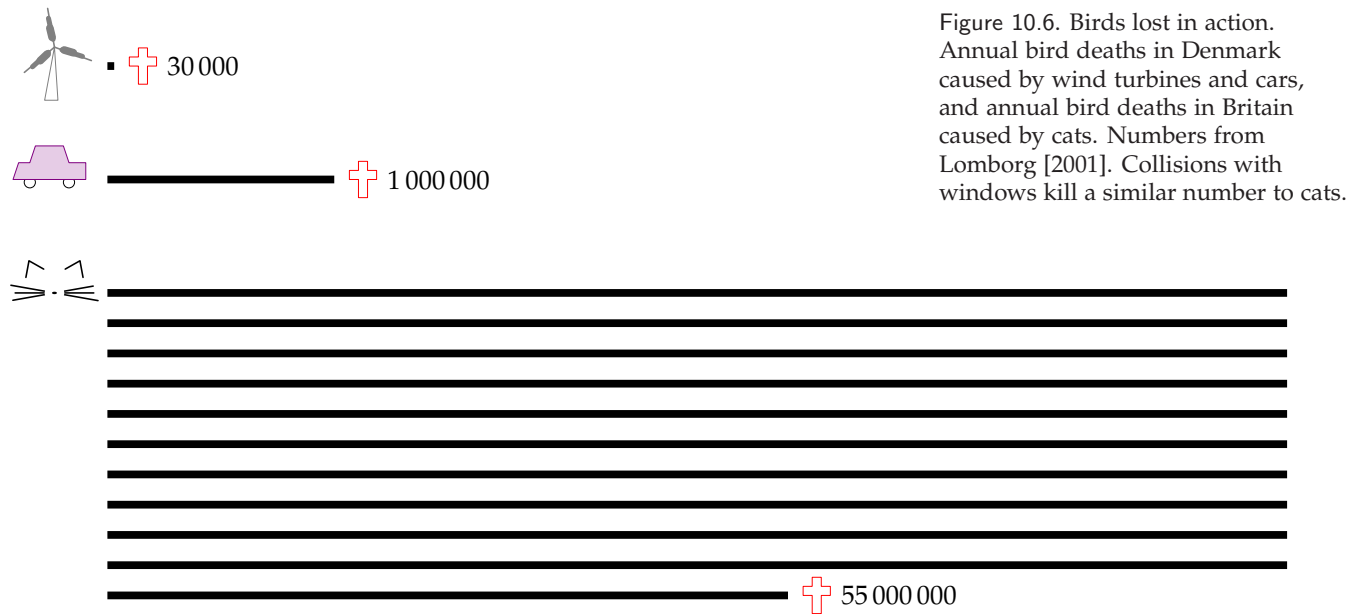 Figure 10.6. Birds lost in action.
Annual bird deaths in Denmark
caused by wind turbines and cars,
and annual bird deaths in Britain
caused by cats. Numbers from
Lomborg [2001]. Collisions with
windows kill a similar number to cats.
30 000
1 000 000
55 000 000